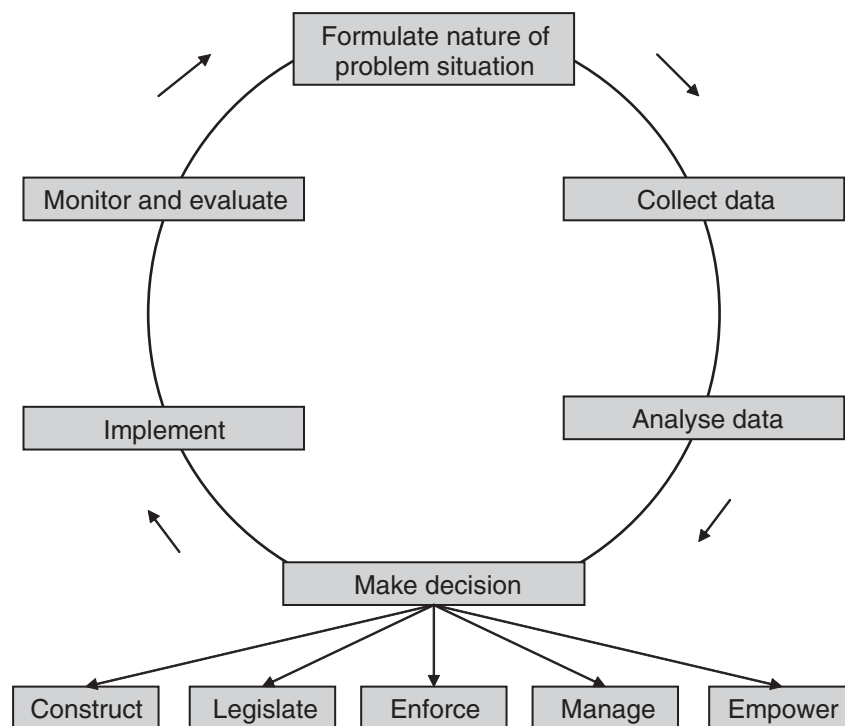 Formulate nature of
problem situation
Monitor and evaluate
Collect data
Implement
Analyse data
Make decision
Construct
Legislate
Enforce
Manage
Empower